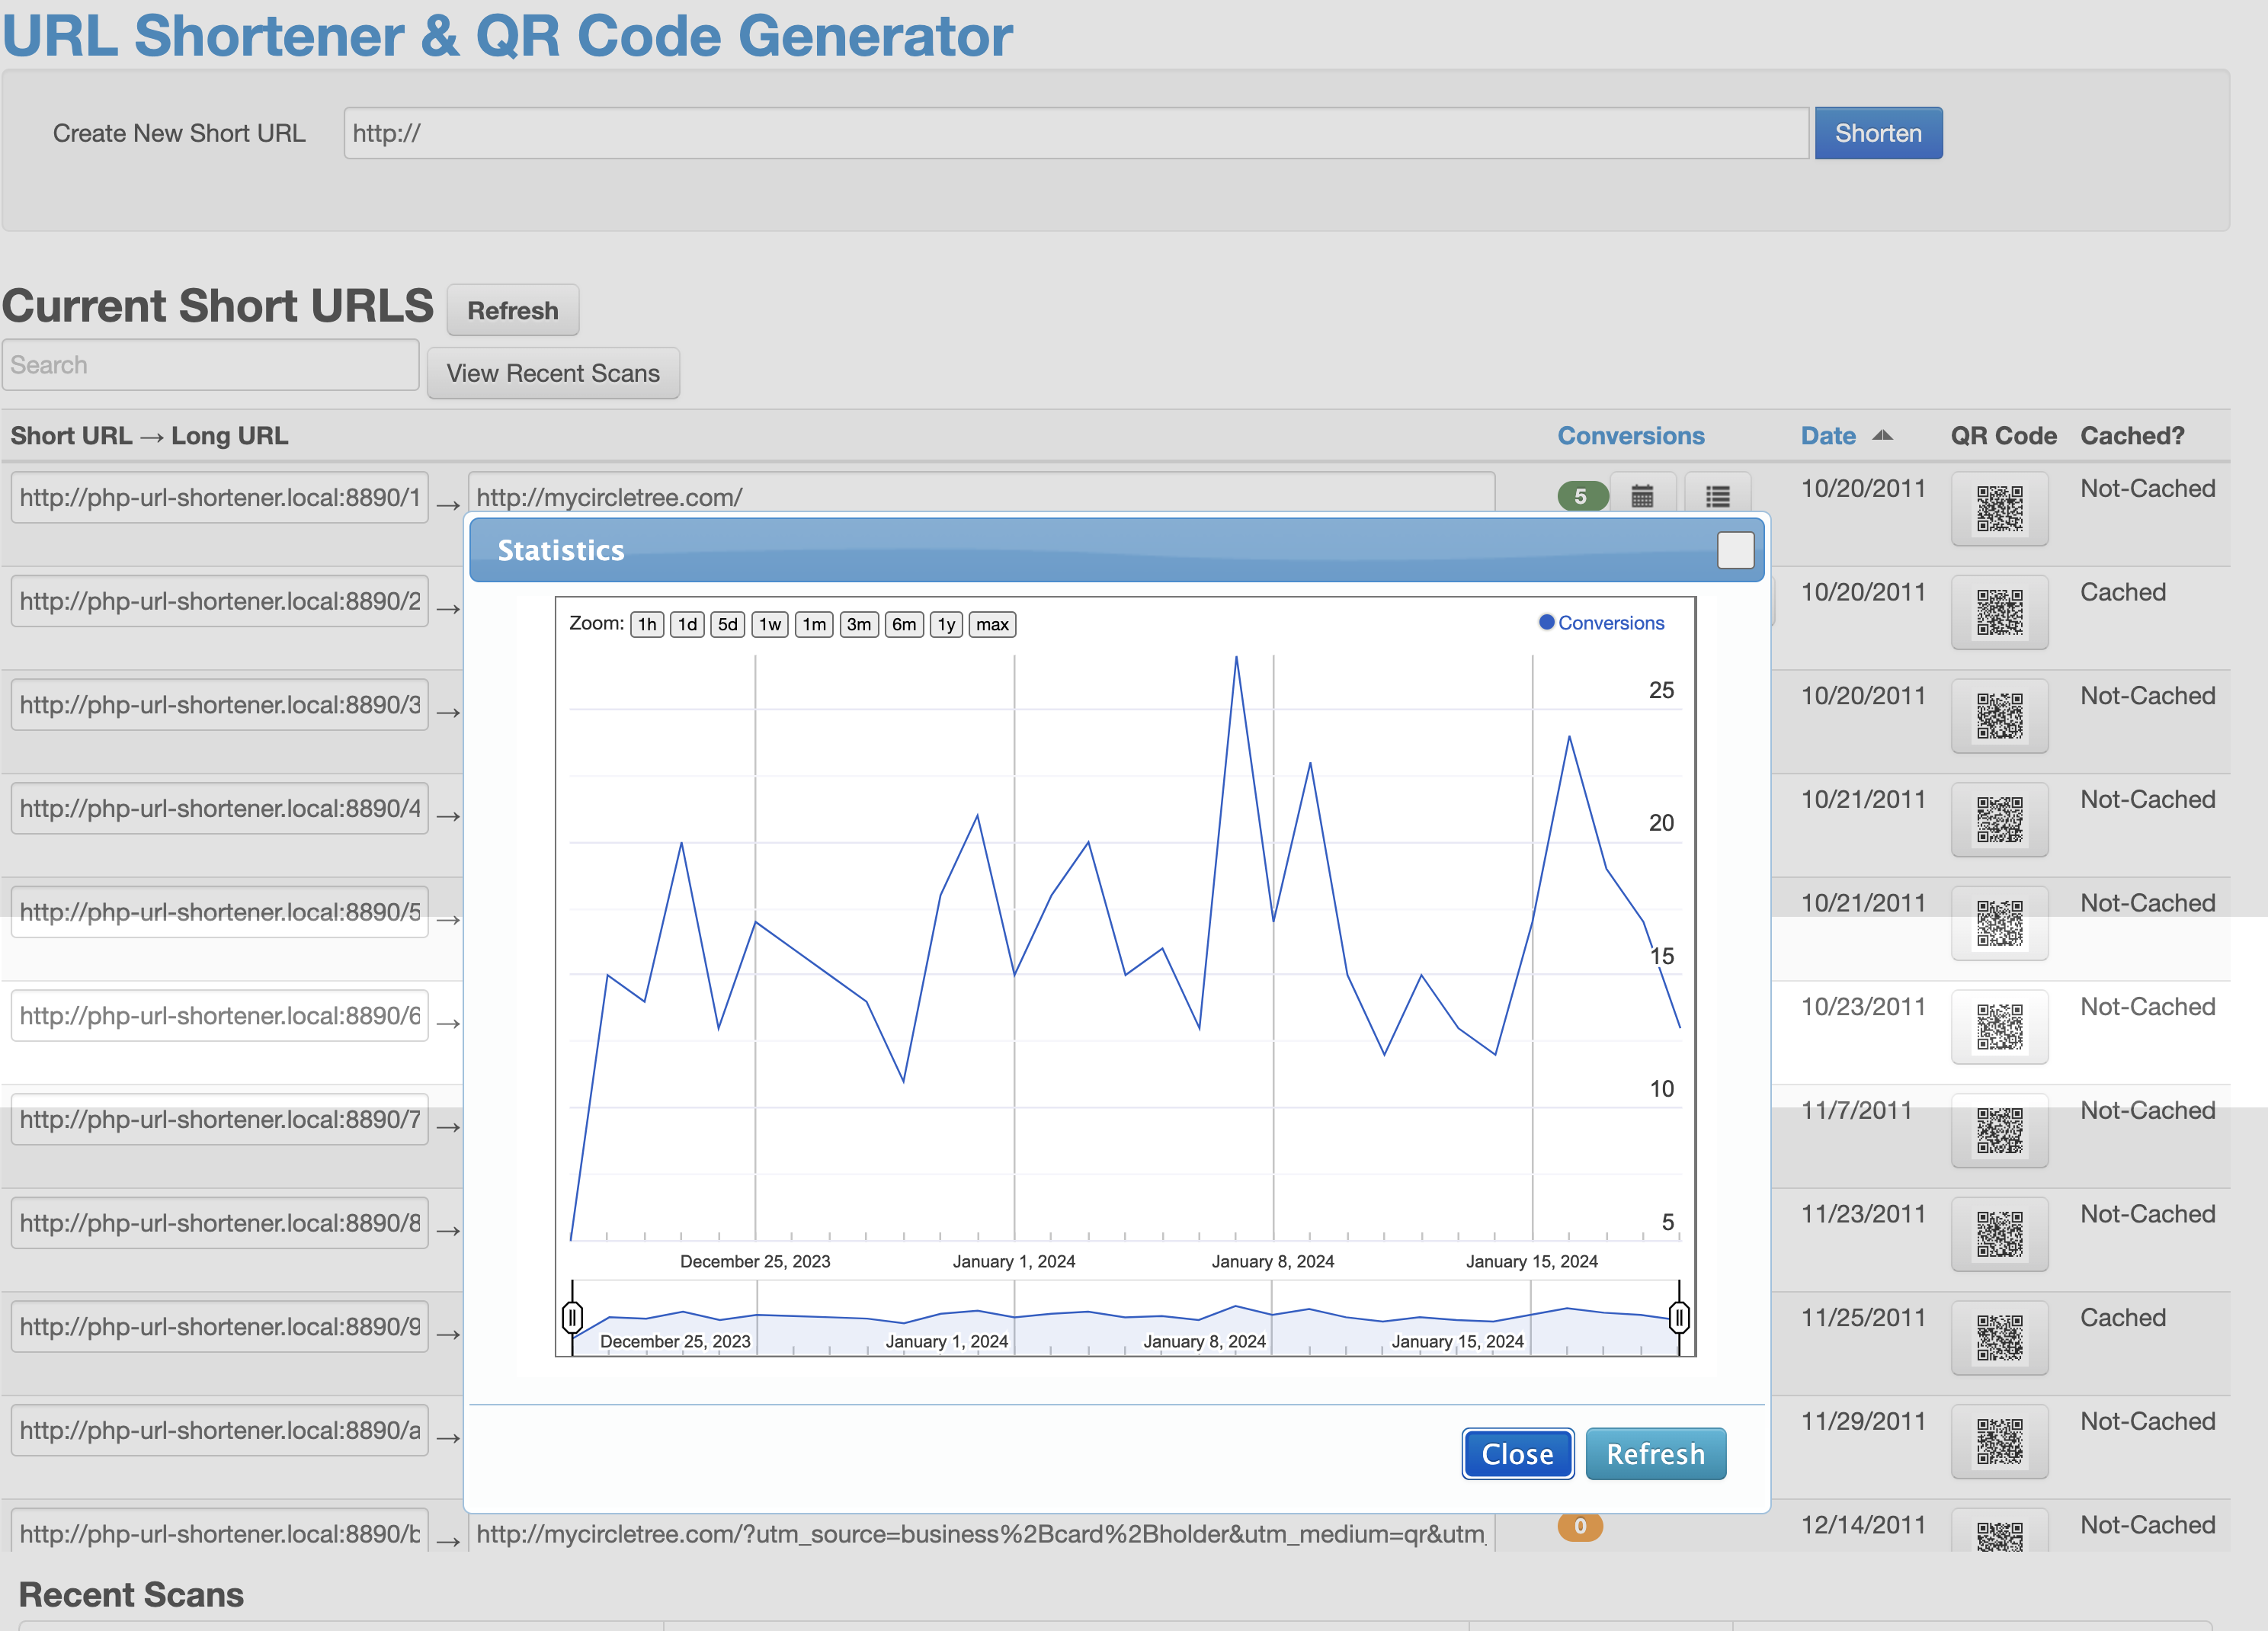 URL Shortener & QR Code Generator
Create New Short URL http:// Shorten
Current Short URLS Refresh
Search View Recent Scans
Short URL → Long URL Conversions Date QR Code Cached?
http://php-url-shortener.local:8890/1 → http://mycircletree.com/ 5 10/20/2011 Not-Cached
http://php-url-shortener.local:8890/2 → 10/20/2011 Cached
http://php-url-shortener.local:8890/3 → 10/20/2011 Not-Cached
http://php-url-shortener.local:8890/4 → 10/21/2011 Not-Cached
http://php-url-shortener.local:8890/5 → 10/21/2011 Not-Cached
http://php-url-shortener.local:8890/6 → 10/23/2011 Not-Cached
http://php-url-shortener.local:8890/7 → 11/7/2011 Not-Cached
http://php-url-shortener.local:8890/8 → 11/23/2011 Not-Cached
http://php-url-shortener.local:8890/9 → 11/25/2011 Cached
http://php-url-shortener.local:8890/a → 11/29/2011 Not-Cached
http://php-url-shortener.local:8890/b → http://mycircletree.com/?utm_source=business%2Bcard%2Bholder&utm_medium=qr&utm_ 0 12/14/2011 Not-Cached
Statistics
Zoom: 1h 1d 5d 1w 1m 3m 6m 1y max Conversions
25
20
15
10
5
December 25, 2023 January 1, 2024 January 8, 2024 January 15, 2024
December 25, 2023 January 1, 2024 January 8, 2024 January 15, 2024
Close Refresh
Recent Scans